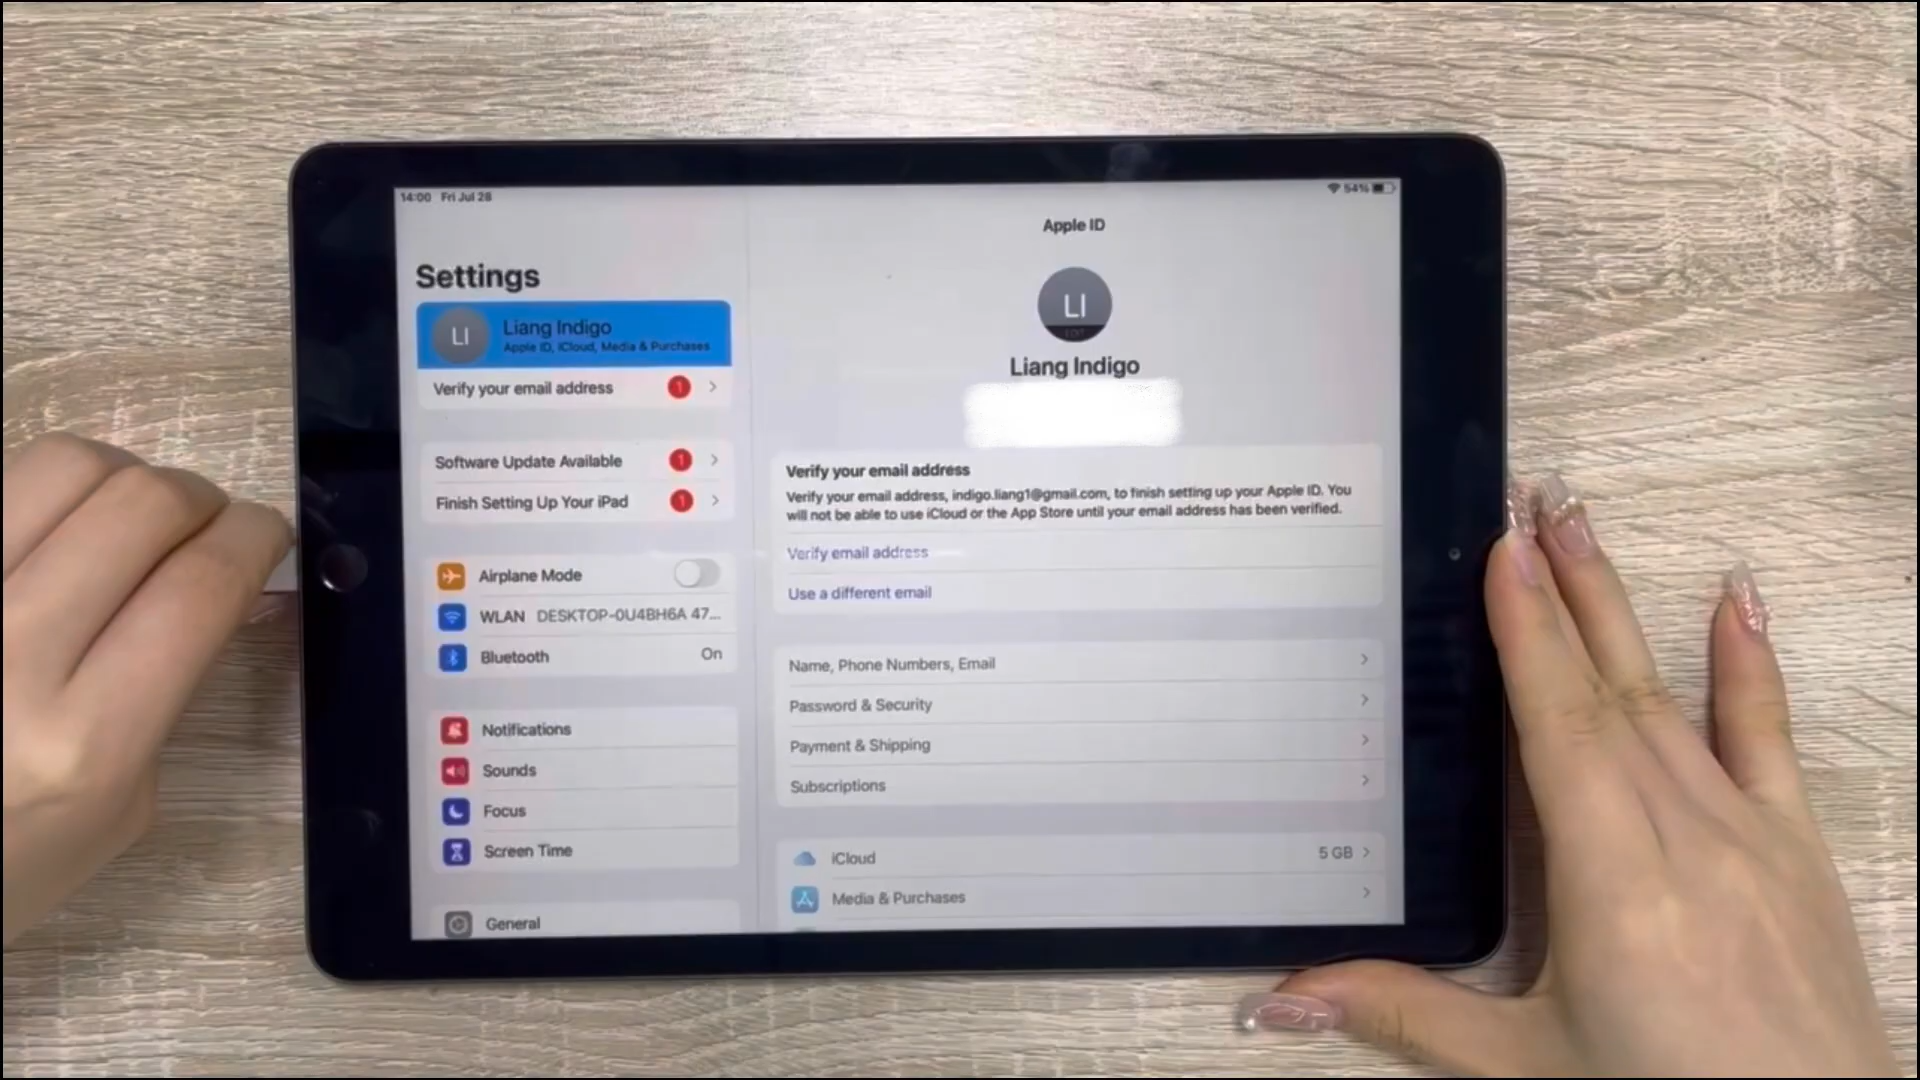 14:00 Fri Jul 28
54%
Settings
LI
Liang Indigo
Apple ID, iCloud, Media & Purchases
Verify your email address 1
Software Update Available 1
Finish Setting Up Your iPad 1
Airplane Mode
WLAN DESKTOP-0U4BH6A 47...
Bluetooth On
Notifications
Sounds
Focus
Screen Time
General
Apple ID
LI
EDIT
Liang Indigo
Verify your email address
Verify your email address, indigo.liang1@gmail.com, to finish setting up your Apple ID. You
will not be able to use iCloud or the App Store until your email address has been verified.
Verify email address
Use a different email
Name, Phone Numbers, Email
Password & Security
Payment & Shipping
Subscriptions
iCloud 5 GB
Media & Purchases